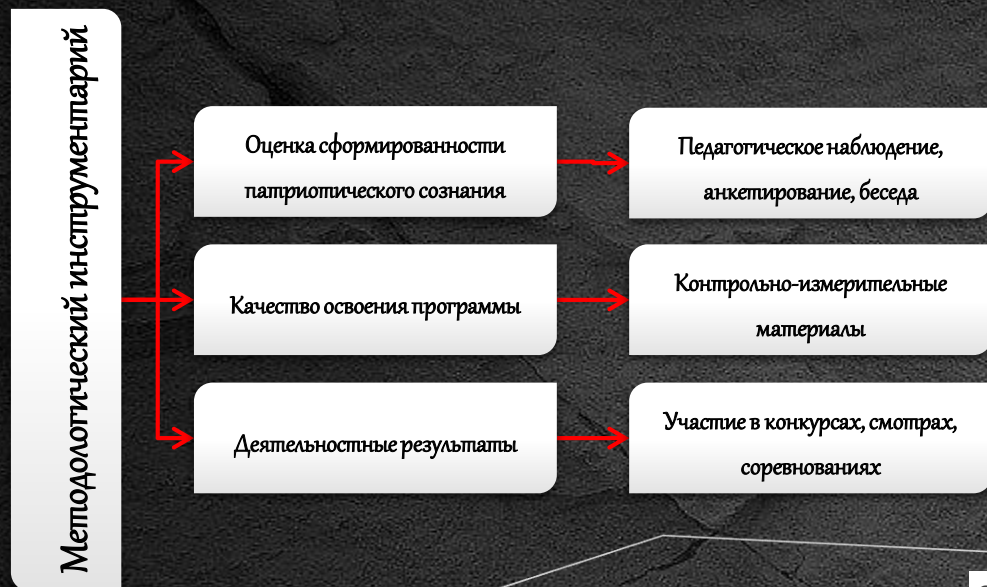 Методологический инструментарий
Оценка сформированности
патриотического сознания
Педагогическое наблюдение,
анкетирование, беседа
Качество освоения программы
Контрольно-измерительные
материалы
Деятельностные результаты
Участие в конкурсах, смотрах,
соревнованиях